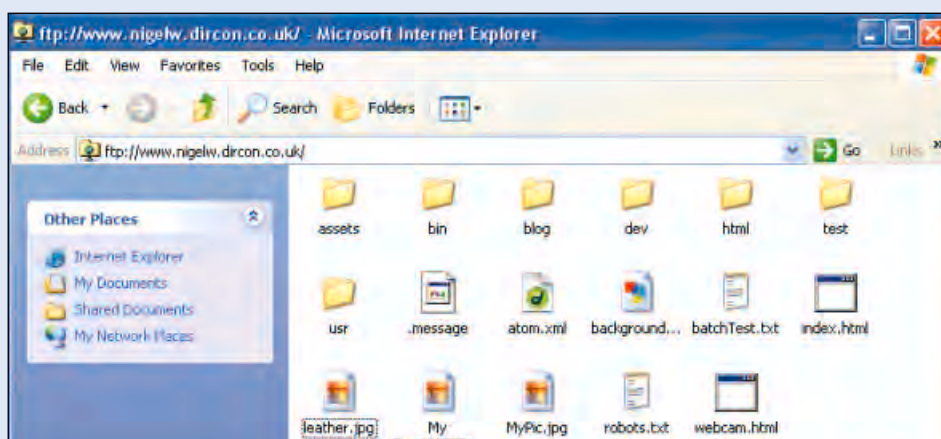 ftp://www.nigelw.dircon.co.uk/ - Microsoft Internet Explorer
File Edit View Favorites Tools Help
Back Search Folders
Address ftp://www.nigelw.dircon.co.uk/ Go Links »
Other Places
Internet Explorer
My Documents
Shared Documents
My Network Places
assets bin blog dev html test
usr .message atom.xml background... batchTest.txt index.html
leather.jpg My MyPic.jpg robots.txt webcam.html